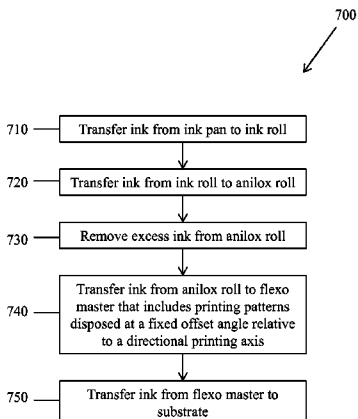 700
710
Transfer ink from ink pan to ink roll
720
Transfer ink from ink roll to anilox roll
730
Remove excess ink from anilox roll
740
Transfer ink from anilox roll to flexo
master that includes printing patterns
disposed at a fixed offset angle relative
to a directional printing axis
750
Transfer ink from flexo master to
substrate